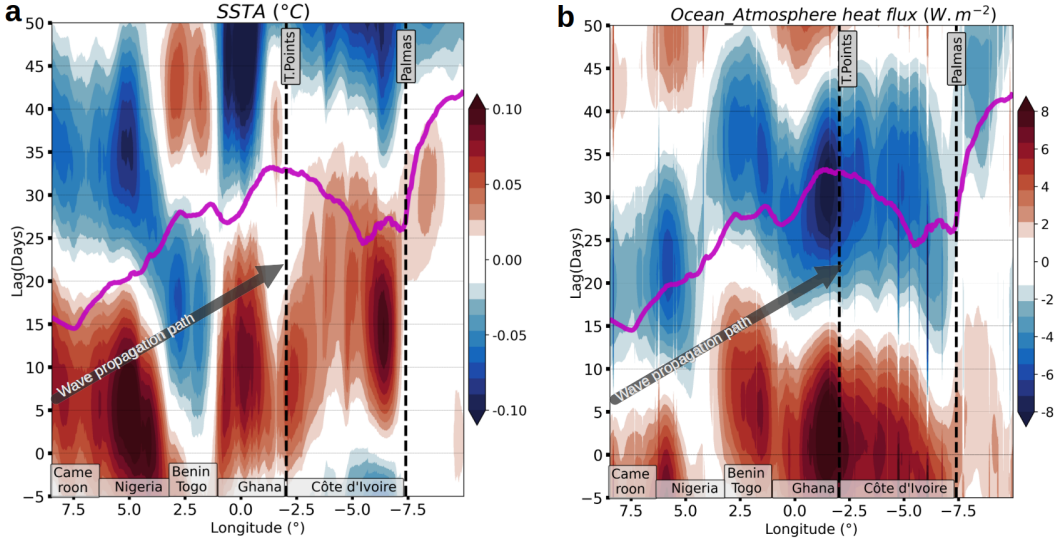 a
SSTA (°C)
50
45
40
35
30
25
20
15
10
5
0
−5
Lag(Days)
T.Points
Palmas
Wave propagation path
Came
roon
Nigeria
Benin
Togo
Ghana
Côte d'Ivoire
7.5
5.0
2.5
0.0
−2.5
−5.0
−7.5
Longitude (°)
0.10
0.05
0.00
-0.05
-0.10
b
Ocean_Atmosphere heat flux (W.m−2)
50
45
40
35
30
25
20
15
10
5
0
−5
Lag(Days)
T.Points
Palmas
Wave propagation path
Came
roon
Nigeria
Benin
Togo
Ghana
Côte d'Ivoire
7.5
5.0
2.5
0.0
−2.5
−5.0
−7.5
Longitude (°)
8
6
4
2
0
-2
-4
-6
-8